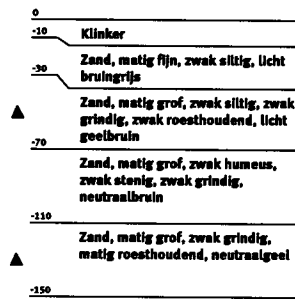 0
-10
Klinker
-30
Zand, matig fijn, zwak siltig, licht
bruingrijs
Zand, matig grof, zwak siltig, zwak
grindig, zwak roesthoudend, licht
geelbruin
-70
Zand, matig grof, zwak humeus,
zwak stenig, zwak grindig,
neutraalbruin
-110
Zand, matig grof, zwak grindig,
matig roesthoudend, neutraalgeel
-150